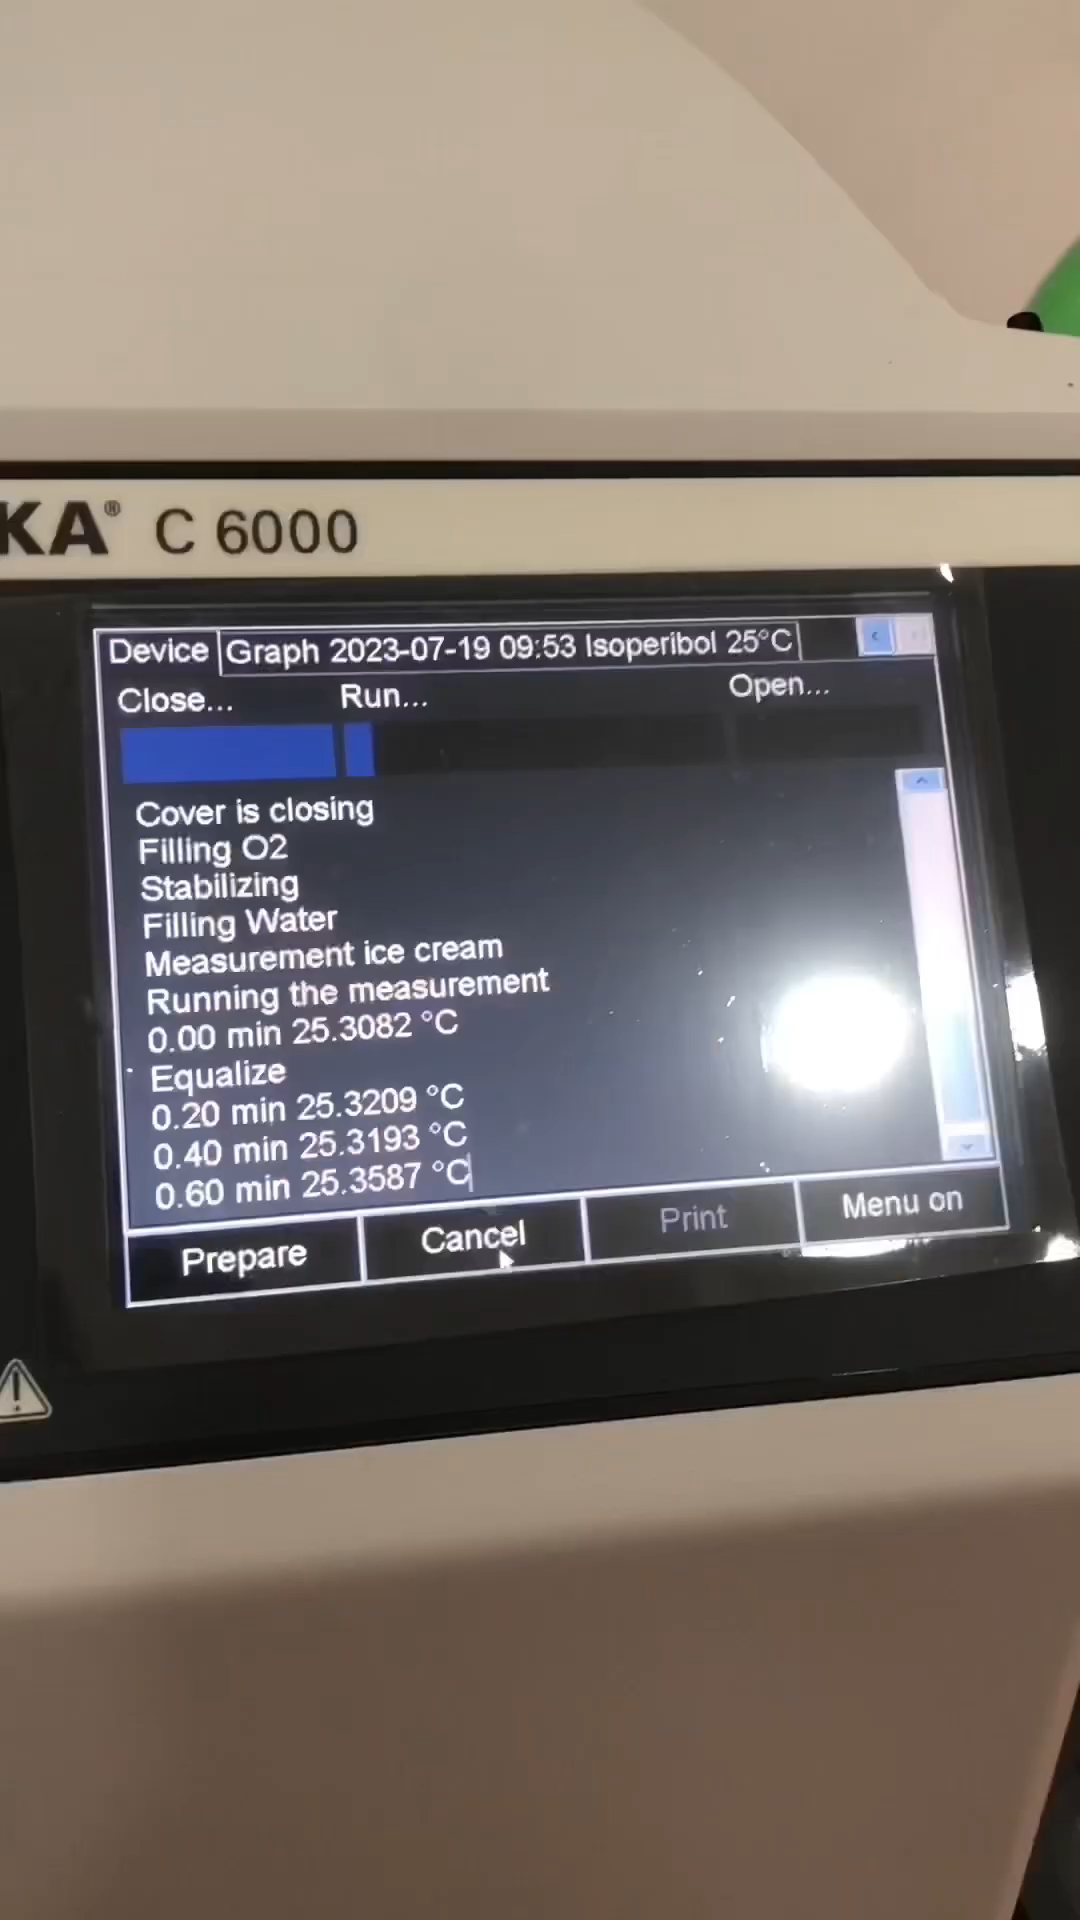 KA® C 6000
Device Graph 2023-07-19 09:53 Isoperibol 25°C
Close... Run... Open...
Cover is closing
Filling O2
Stabilizing
Filling Water
Measurement ice cream
Running the measurement
0.00 min 25.3082 °C
Equalize
0.20 min 25.3209 °C
0.40 min 25.3193 °C
0.60 min 25.3587 °C
Prepare Cancel Print Menu on